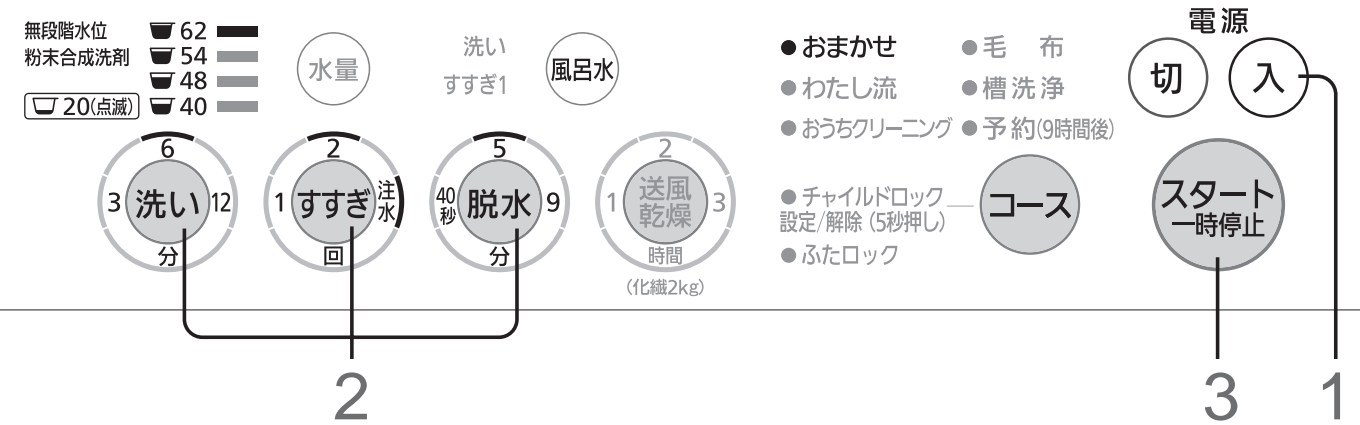 無段階水位
粉末合成洗剤
62
54
48
20(点滅)
40
水量
洗い
すすぎ1
風呂水
おまかせ
わたし流
おうちクリーニング
毛 布
槽洗浄
予約(9時間後)
電源
切
入
6
3
洗い
12
分
2
1
すすぎ
注水
回
5
40秒
脱水
9
分
2
1
送風
乾燥
3
時間
(化繊2kg)
チャイルドロック
設定/解除 (5秒押し)
ふたロック
コース
スタート
一時停止
2
3
1